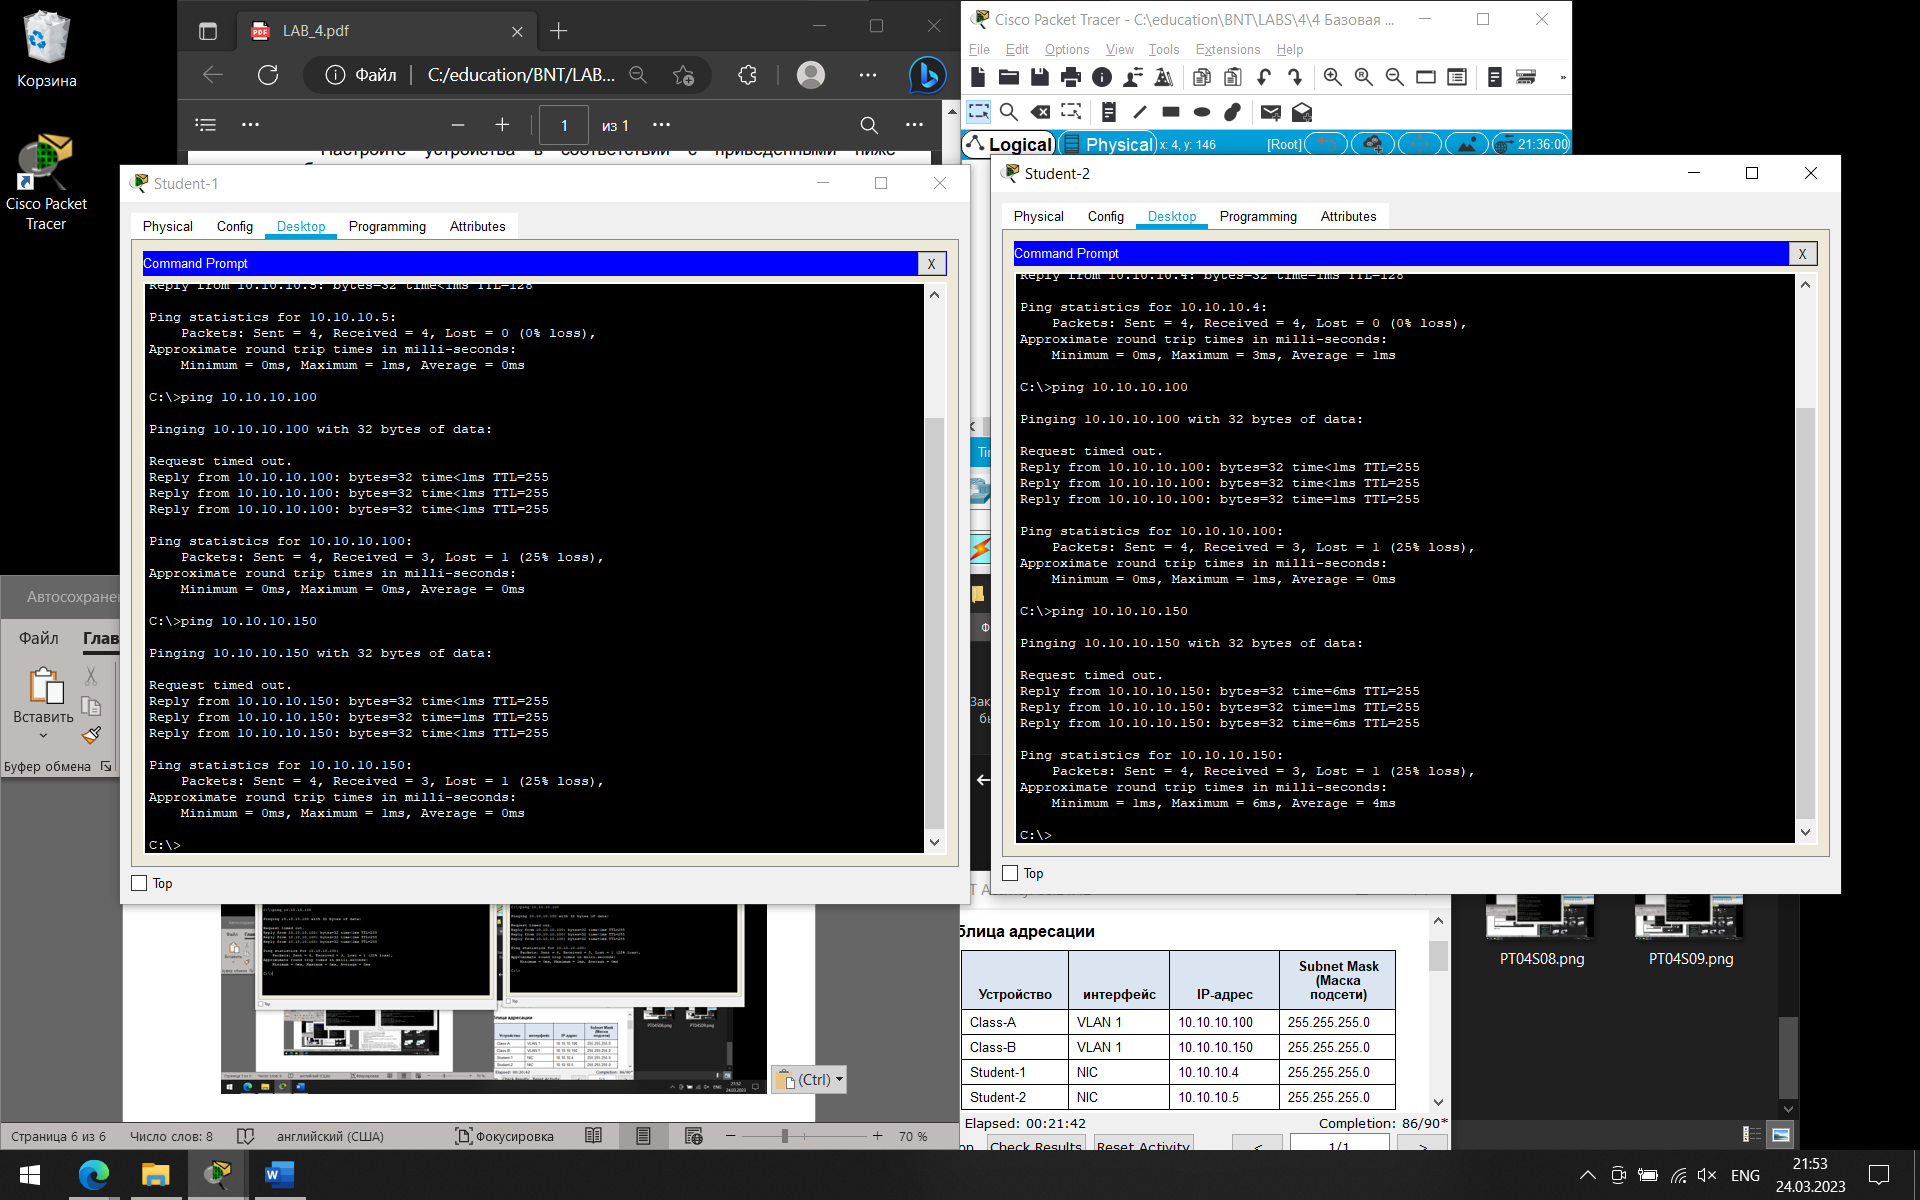 Корзина
Cisco Packet
Tracer
LAB_4.pdf
Файл
C:/education/BNT/LAB...
1
из 1
Настройте устройства в соответствии с приведенными ниже
Cisco Packet Tracer - C:\education\BNT\LABS\4\4 Базовая ...
File Edit Options View Tools Extensions Help
Logical
Physical
x: 4, y: 146
[Root]
21:36:00
Student-1
Physical Config Desktop Programming Attributes
Command Prompt
X
Reply from 10.10.10.5: bytes=32 time<1ms TTL=128
Ping statistics for 10.10.10.5:
Packets: Sent = 4, Received = 4, Lost = 0 (0% loss),
Approximate round trip times in milli-seconds:
Minimum = 0ms, Maximum = 1ms, Average = 0ms
C:\>ping 10.10.10.100
Pinging 10.10.10.100 with 32 bytes of data:
Request timed out.
Reply from 10.10.10.100: bytes=32 time<1ms TTL=255
Reply from 10.10.10.100: bytes=32 time<1ms TTL=255
Reply from 10.10.10.100: bytes=32 time<1ms TTL=255
Ping statistics for 10.10.10.100:
Packets: Sent = 4, Received = 3, Lost = 1 (25% loss),
Approximate round trip times in milli-seconds:
Minimum = 0ms, Maximum = 0ms, Average = 0ms
C:\>ping 10.10.10.150
Pinging 10.10.10.150 with 32 bytes of data:
Request timed out.
Reply from 10.10.10.150: bytes=32 time<1ms TTL=255
Reply from 10.10.10.150: bytes=32 time=1ms TTL=255
Reply from 10.10.10.150: bytes=32 time<1ms TTL=255
Ping statistics for 10.10.10.150:
Packets: Sent = 4, Received = 3, Lost = 1 (25% loss),
Approximate round trip times in milli-seconds:
Minimum = 0ms, Maximum = 1ms, Average = 0ms
C:\>
Top
Student-2
Physical Config Desktop Programming Attributes
Command Prompt
X
Reply from 10.10.10.4: bytes=32 time=1ms TTL=128
Ping statistics for 10.10.10.4:
Packets: Sent = 4, Received = 4, Lost = 0 (0% loss),
Approximate round trip times in milli-seconds:
Minimum = 0ms, Maximum = 3ms, Average = 1ms
C:\>ping 10.10.10.100
Pinging 10.10.10.100 with 32 bytes of data:
Request timed out.
Reply from 10.10.10.100: bytes=32 time<1ms TTL=255
Reply from 10.10.10.100: bytes=32 time<1ms TTL=255
Reply from 10.10.10.100: bytes=32 time=1ms TTL=255
Ping statistics for 10.10.10.100:
Packets: Sent = 4, Received = 3, Lost = 1 (25% loss),
Approximate round trip times in milli-seconds:
Minimum = 0ms, Maximum = 1ms, Average = 0ms
C:\>ping 10.10.10.150
Pinging 10.10.10.150 with 32 bytes of data:
Request timed out.
Reply from 10.10.10.150: bytes=32 time=6ms TTL=255
Reply from 10.10.10.150: bytes=32 time=1ms TTL=255
Reply from 10.10.10.150: bytes=32 time=6ms TTL=255
Ping statistics for 10.10.10.150:
Packets: Sent = 4, Received = 3, Lost = 1 (25% loss),
Approximate round trip times in milli-seconds:
Minimum = 1ms, Maximum = 6ms, Average = 4ms
C:\>
Top
Автосохранен
Файл Глав
Вставить
Буфер обмена
(Ctrl)
блица адресации
Устройство интерфейс IP-адрес Subnet Mask (Маска подсети)
Class-A VLAN 1 10.10.10.100 255.255.255.0
Class-B VLAN 1 10.10.10.150 255.255.255.0
Student-1 NIC 10.10.10.4 255.255.255.0
Student-2 NIC 10.10.10.5 255.255.255.0
Elapsed: 00:21:42
Completion: 86/90*
Check Results Reset Activity < 1/1 >
PT04S08.png
PT04S09.png
Страница 6 из 6
Число слов: 8
английский (США)
Фокусировка
70 %
ENG
21:53
24.03.2023